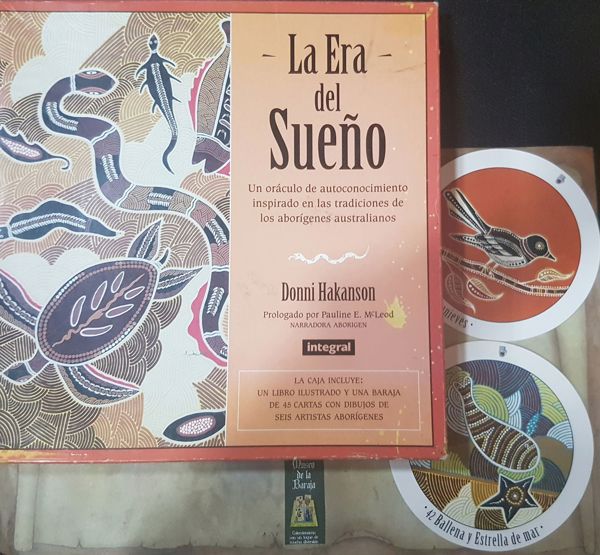 - La Era -
del
Sueño
Un oráculo de autoconocimiento
inspirado en las tradiciones de
los aborígenes australianos
Donni Hakanson
Prologado por Pauline E. McLeod
NARRADORA ABORIGEN
integral
LA CAJA INCLUYE:
UN LIBRO ILUSTRADO Y UNA BARAJA
DE 45 CARTAS CON DIBUJOS DE
SEIS ARTISTAS ABORÍGENES
nieves •
• 42 Ballena y Estrella de mar •
Museo
de la
Baraja